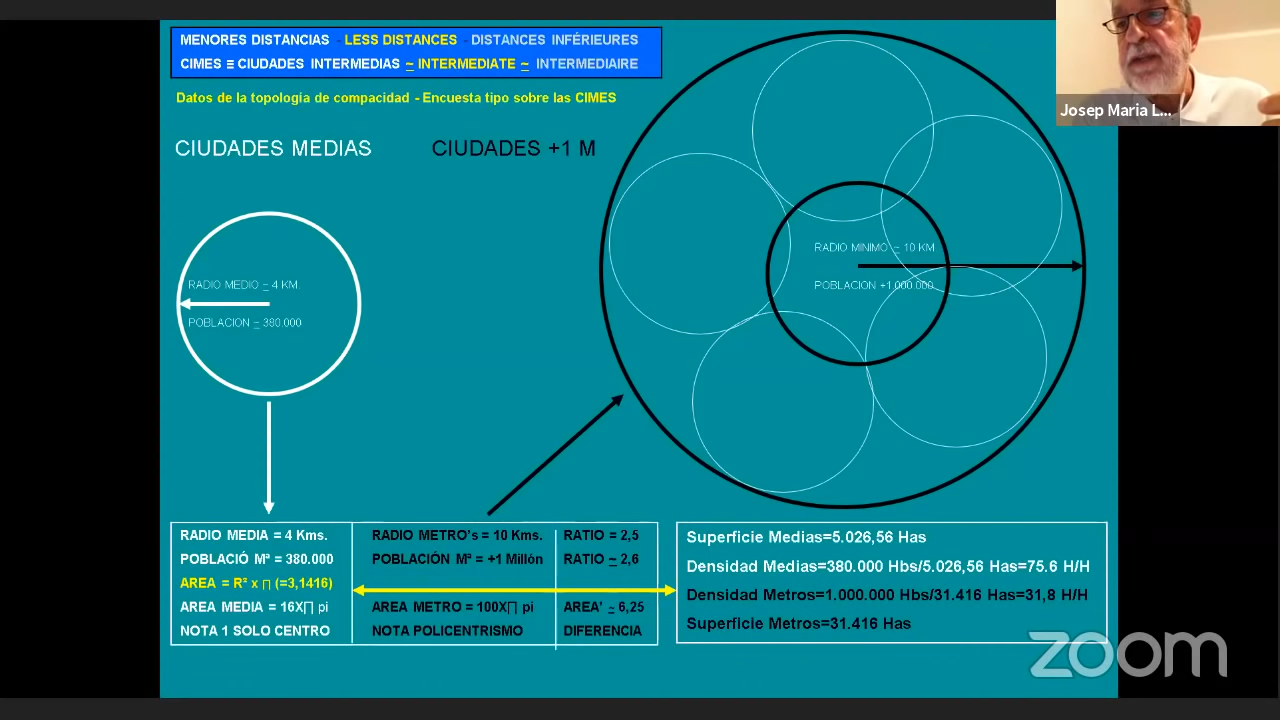 MENORES DISTANCIAS - LESS DISTANCES - DISTANCES INFÉRIEURES
CIMES ≡ CIUDADES INTERMEDIAS ~ INTERMEDIATE ~ INTERMEDIAIRE
Datos de la topología de compacidad - Encuesta tipo sobre las CIMES
CIUDADES MEDIAS
CIUDADES +1 M
RADIO MEDIO ~ 4 KM.
POBLACION ~ 380.000
RADIO MINIMO ~ 10 KM
POBLACION +1.000.000
RADIO MEDIA = 4 Kms.
POBLACIÓ Mª = 380.000
AREA = R² x ∏ (=3,1416)
AREA MEDIA = 16X∏ pi
NOTA 1 SOLO CENTRO
RADIO METRO's = 10 Kms.
POBLACIÓN Mª = +1 Millón
AREA METRO = 100X∏ pi
NOTA POLICENTRISMO
RATIO = 2,5
RATIO ~ 2,6
AREA' ~ 6,25
DIFERENCIA
Superficie Medias=5.026,56 Has
Densidad Medias=380.000 Hbs/5.026,56 Has=75.6 H/H
Densidad Metros=1.000.000 Hbs/31.416 Has=31,8 H/H
Superficie Metros=31.416 Has
Josep Maria L...
zoom